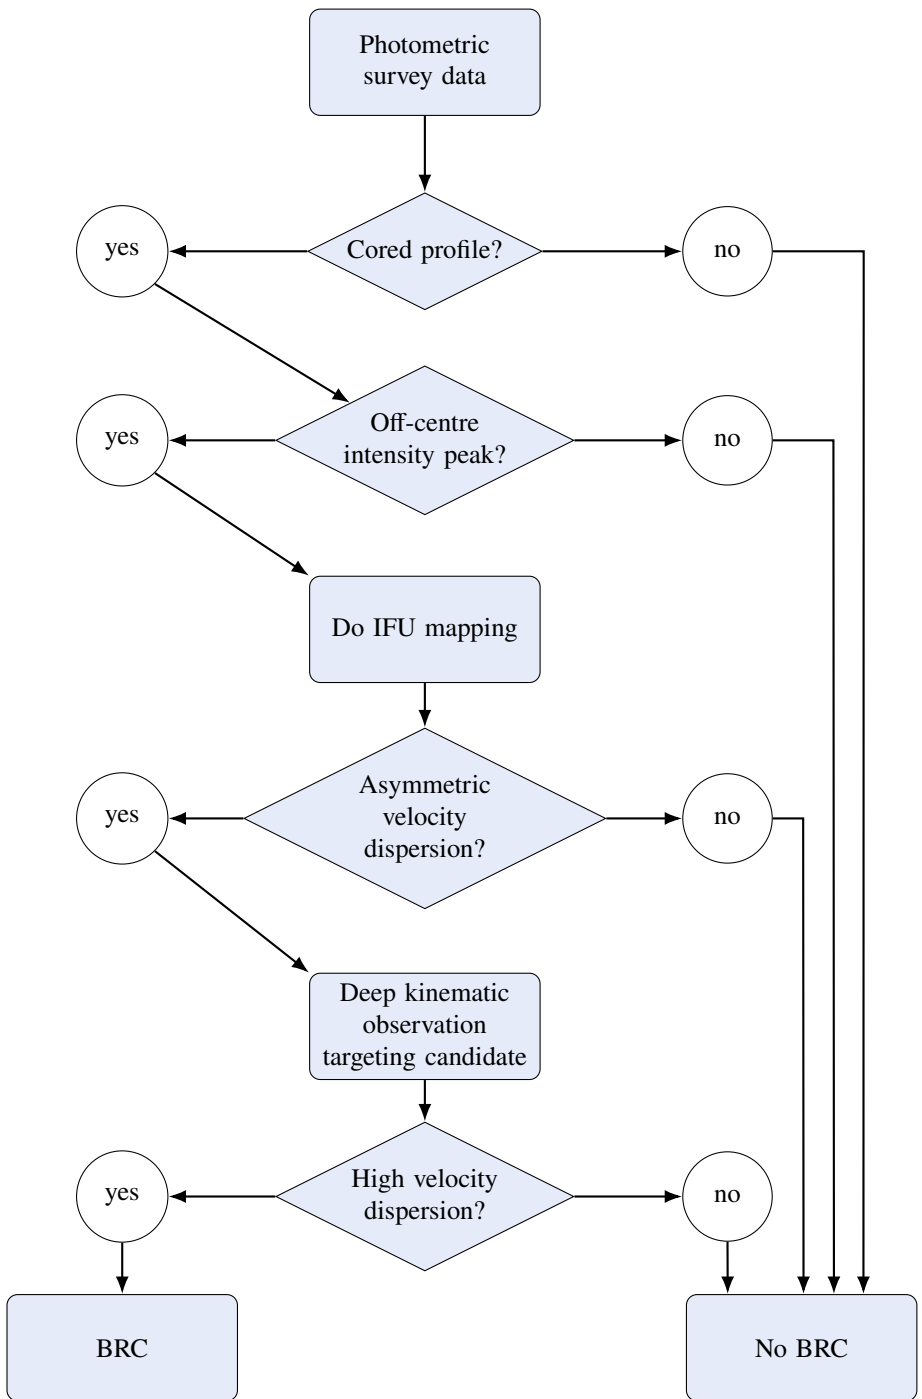 Photometric
survey data
yes
Cored profile?
no
yes
Off-centre
intensity peak?
no
Do IFU mapping
yes
Asymmetric
velocity
dispersion?
no
Deep kinematic
observation
targeting candidate
yes
High velocity
dispersion?
no
BRC
No BRC